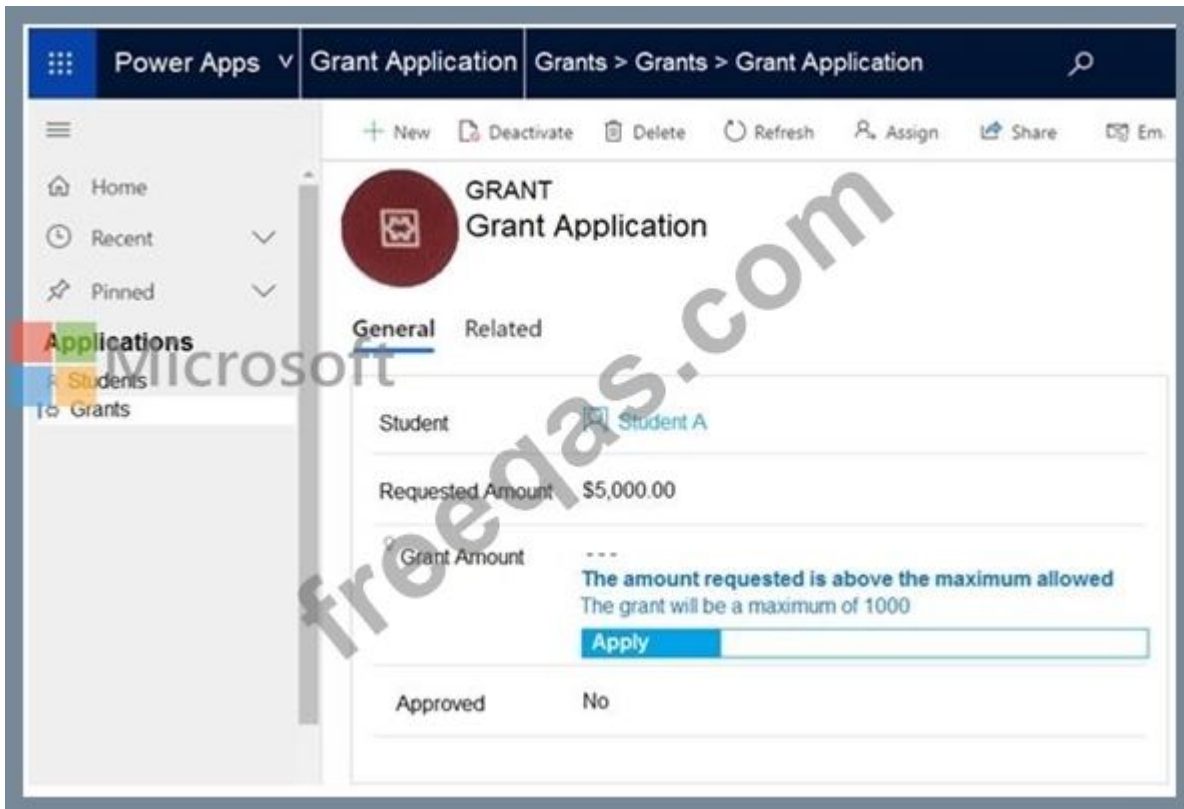 Power Apps Grant Application Grants > Grants > Grant Application
+ New Deactivate Delete Refresh Assign Share Em
Home
Recent
Pinned
Applications
Students
Grants
GRANT
Grant Application
General Related
Student Student A
Requested Amount $5,000.00
Grant Amount ---
The amount requested is above the maximum allowed
The grant will be a maximum of 1000
Apply
Approved No
Microsoft
freeqas.com